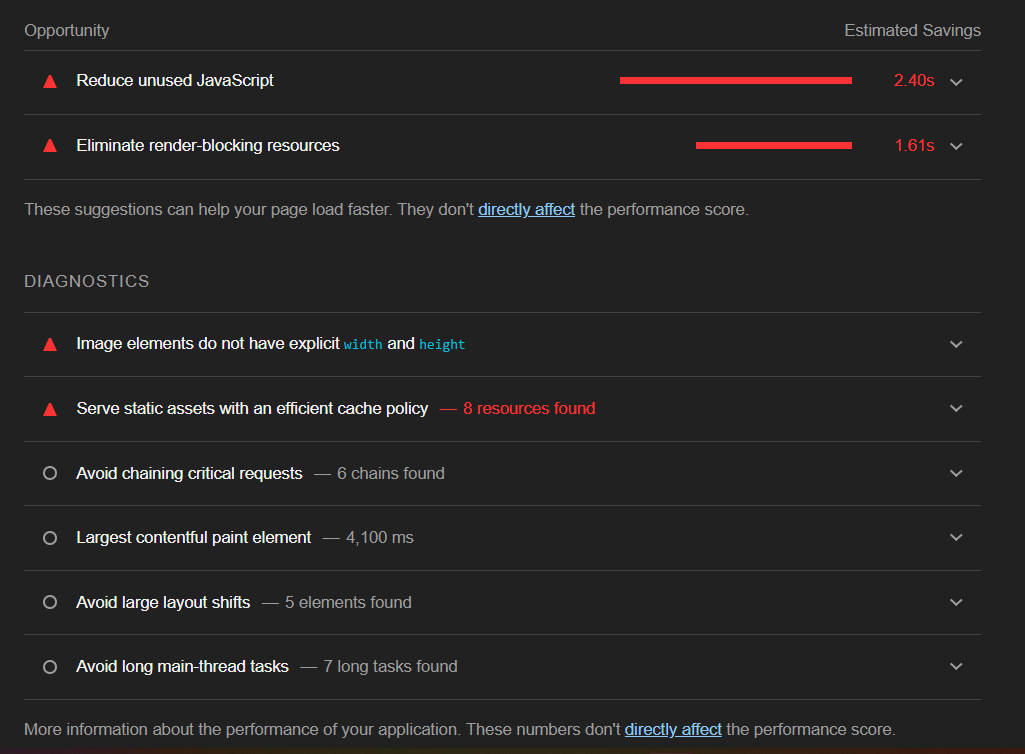 Opportunity Estimated Savings
Reduce unused JavaScript 2.40s
Eliminate render-blocking resources 1.61s
These suggestions can help your page load faster. They don't directly affect the performance score.
DIAGNOSTICS
Image elements do not have explicit width and height
Serve static assets with an efficient cache policy — 8 resources found
Avoid chaining critical requests — 6 chains found
Largest contentful paint element — 4,100 ms
Avoid large layout shifts — 5 elements found
Avoid long main-thread tasks — 7 long tasks found
More information about the performance of your application. These numbers don't directly affect the performance score.